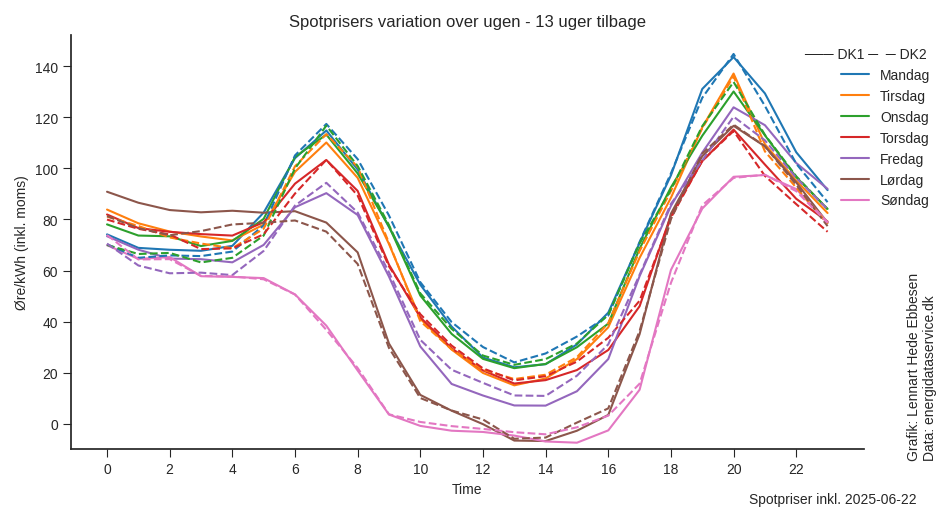 Spotprisers variation over ugen - 13 uger tilbage
DK1 DK2
Mandag
Tirsdag
Onsdag
Torsdag
Fredag
Lørdag
Søndag
Øre/kWh (inkl. moms)
140
120
100
80
60
40
20
0
0 2 4 6 8 10 12 14 16 18 20 22
Time
Grafik: Lennart Hede Ebbesen
Data: energidataservice.dk
Spotpriser inkl. 2025-06-22